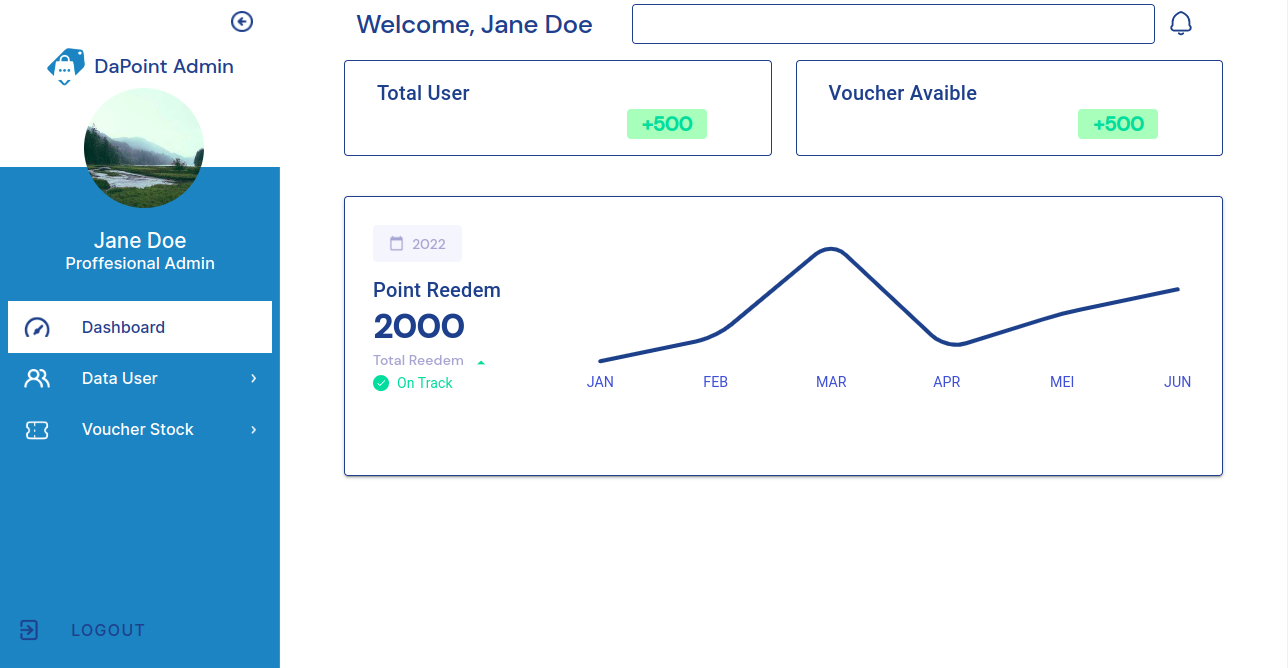 DaPoint Admin
Jane Doe
Proffesional Admin
Dashboard
Data User
Voucher Stock
LOGOUT
Welcome, Jane Doe
Total User
+500
Voucher Avaible
+500
2022
Point Reedem
2000
Total Reedem
On Track
JAN FEB MAR APR MEI JUN